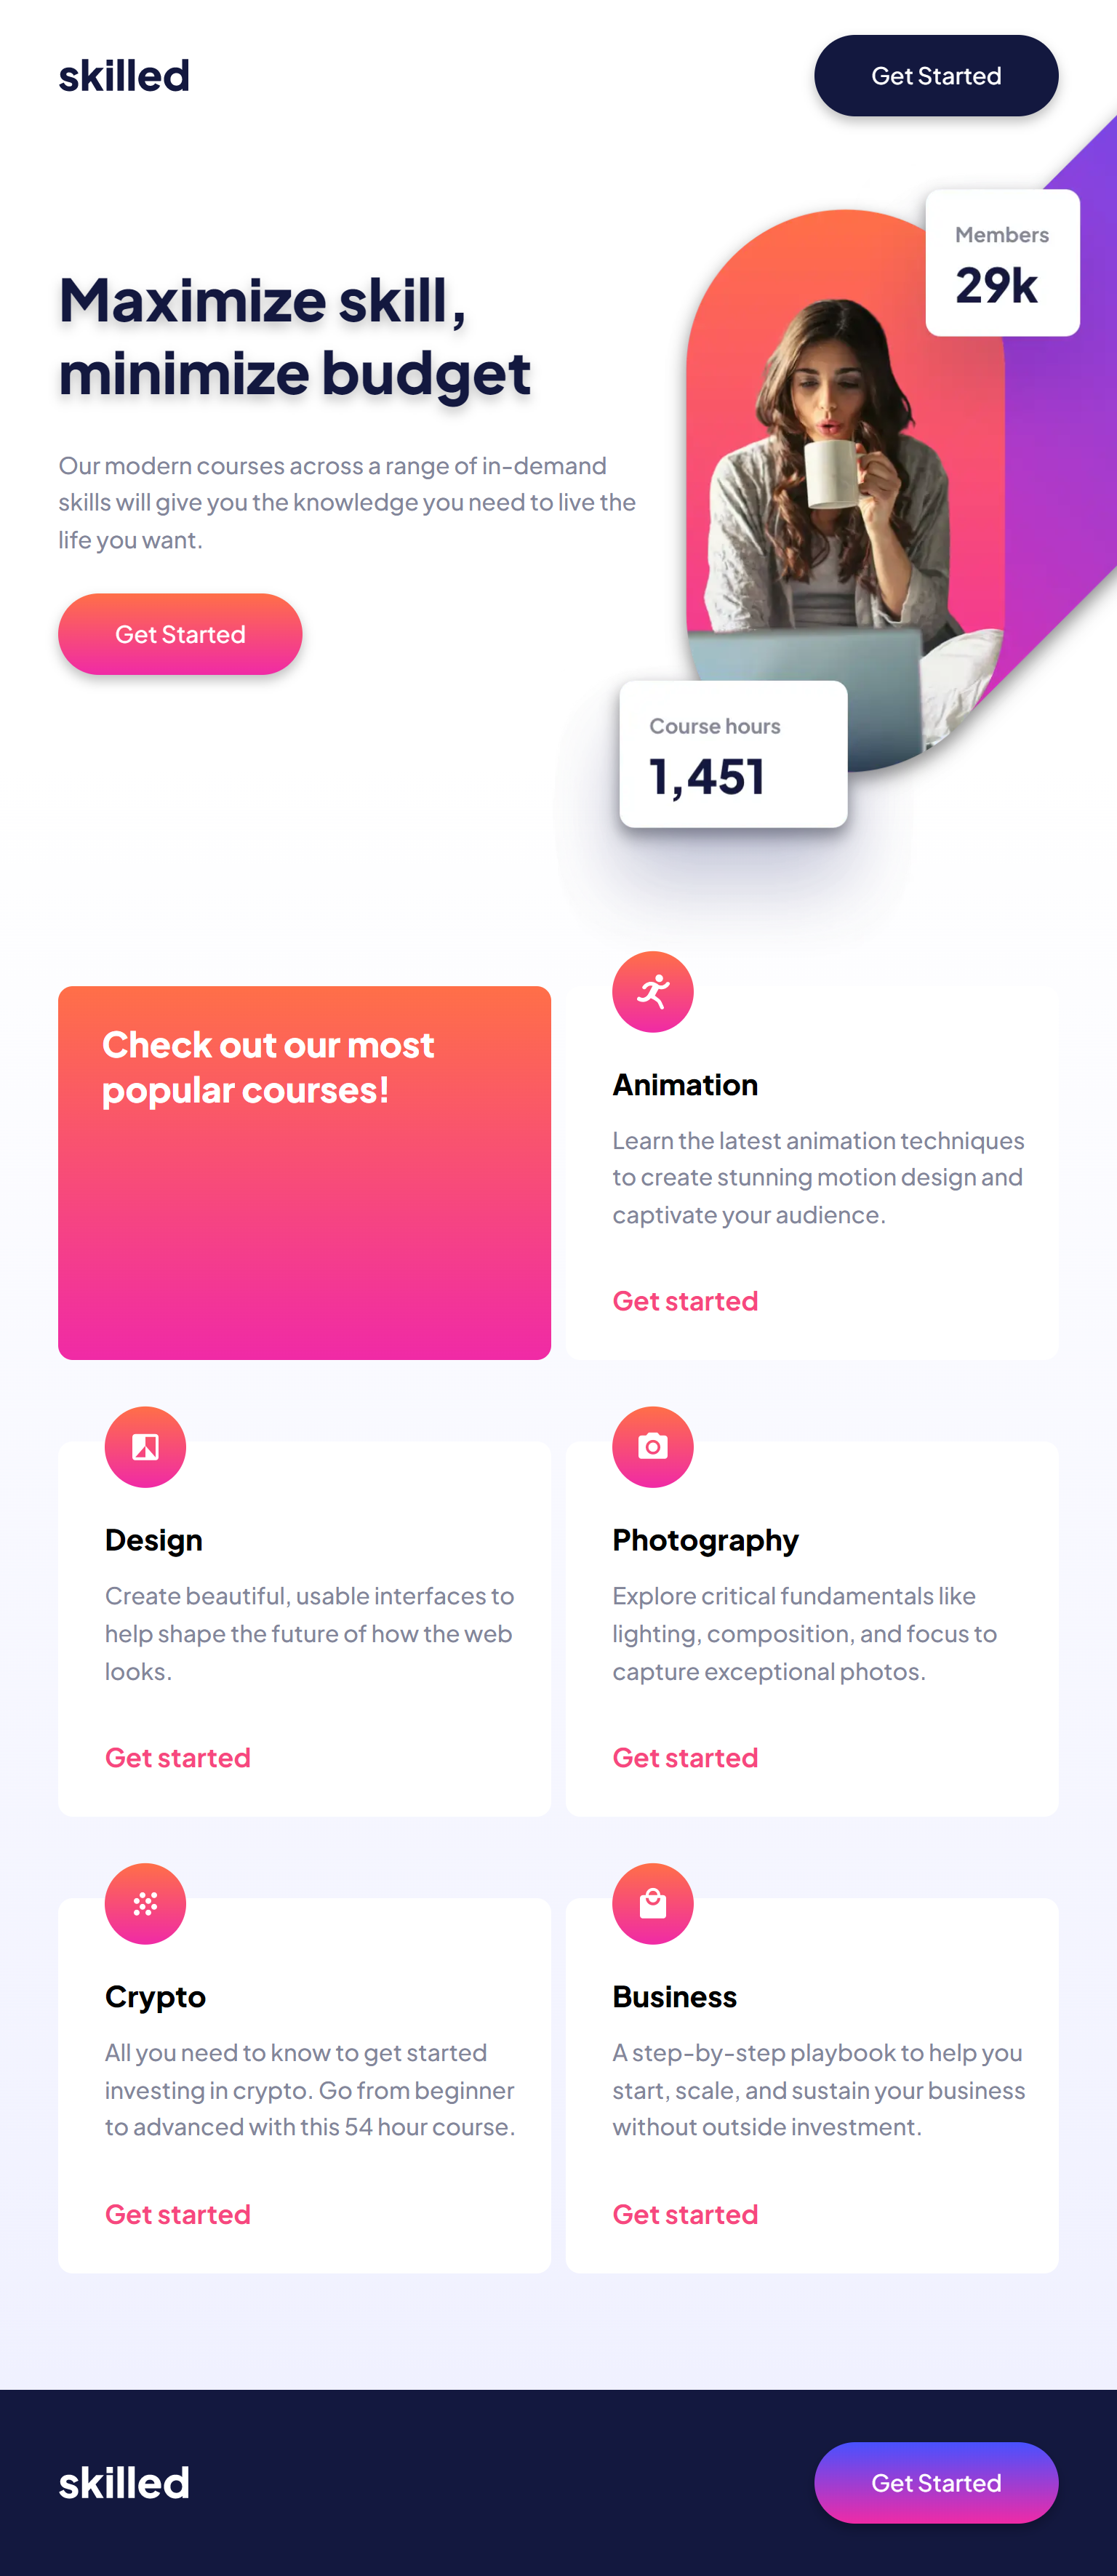 skilled
Get Started
Members
29k
Maximize skill,
minimize budget
Our modern courses across a range of in-demand
skills will give you the knowledge you need to live the
life you want.
Get Started
Course hours
1,451
Check out our most
popular courses!
Animation
Learn the latest animation techniques
to create stunning motion design and
captivate your audience.
Get started
Design
Create beautiful, usable interfaces to
help shape the future of how the web
looks.
Get started
Photography
Explore critical fundamentals like
lighting, composition, and focus to
capture exceptional photos.
Get started
Crypto
All you need to know to get started
investing in crypto. Go from beginner
to advanced with this 54 hour course.
Get started
Business
A step-by-step playbook to help you
start, scale, and sustain your business
without outside investment.
Get started
skilled
Get Started